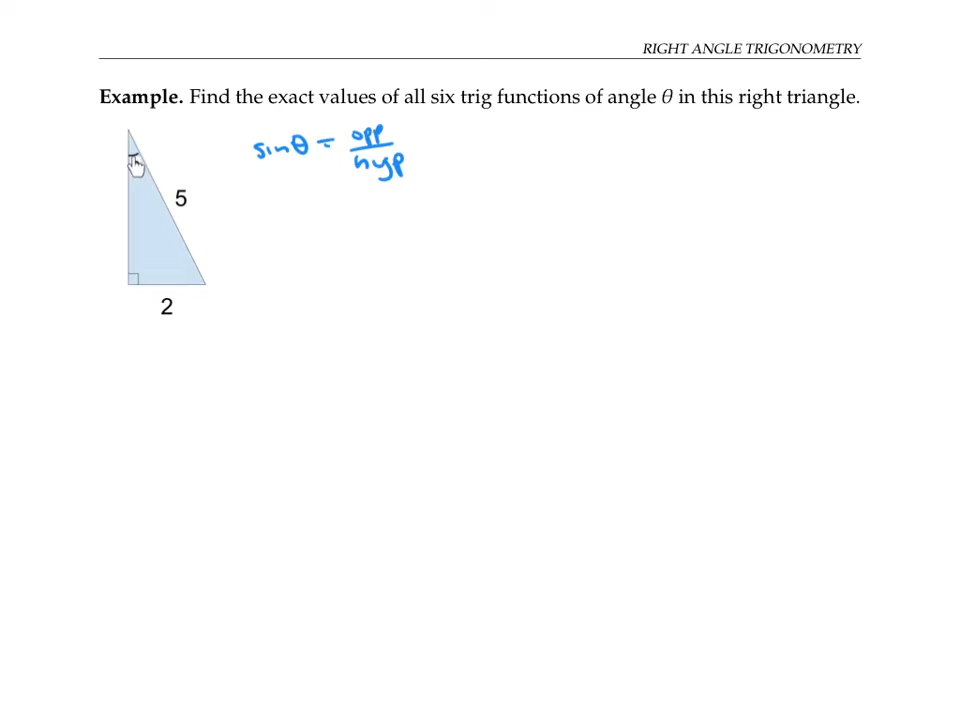 RIGHT ANGLE TRIGONOMETRY
Example. Find the exact values of all six trig functions of angle θ in this right triangle.
sinθ = opp/hyp
5
2